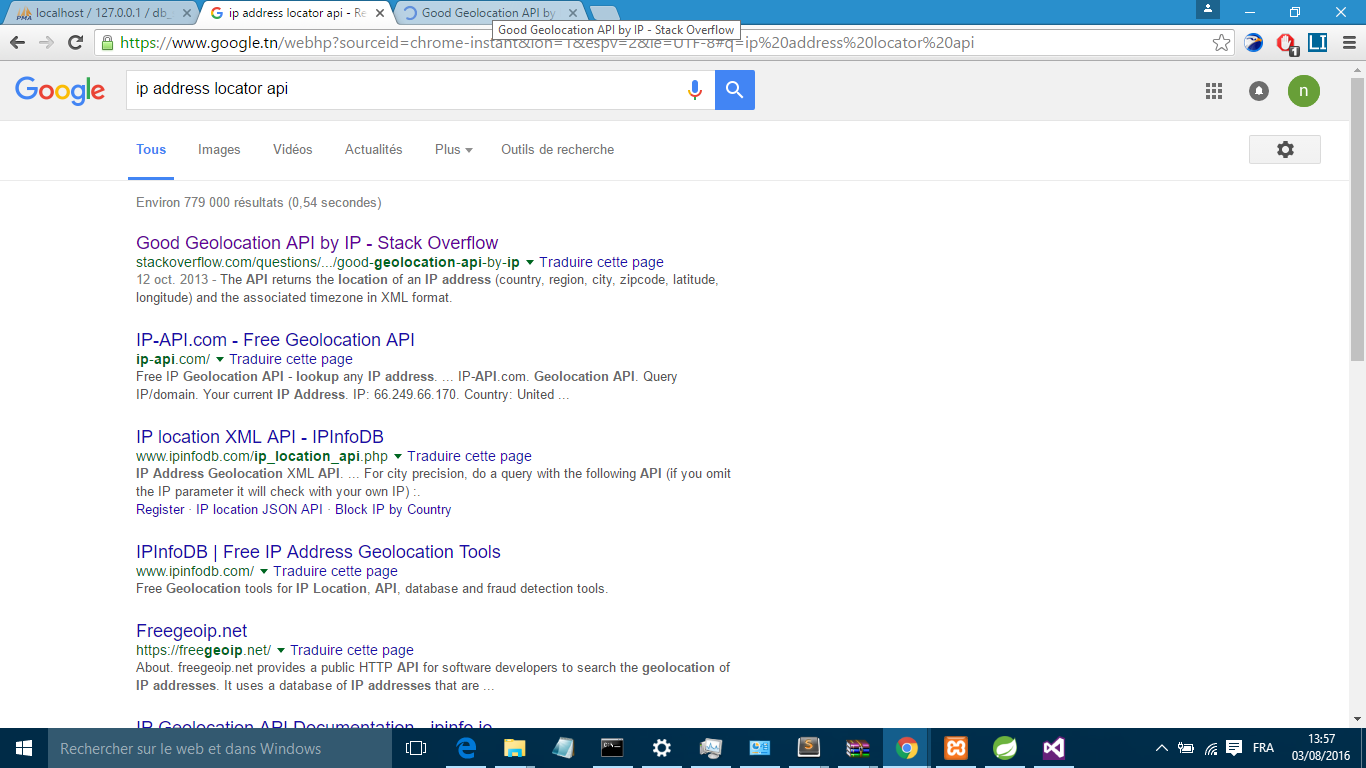 localhost / 127.0.0.1 / db_
ip address locator api - Re
Good Geolocation API by
Good Geolocation API by IP - Stack Overflow
https://www.google.tn/webhp?sourceid=chrome-instant&ion=1&espv=2&ie=UTF-8#q=ip%20address%20locator%20api
Google
ip address locator api
n
Tous
Images
Vidéos
Actualités
Plus
Outils de recherche
Environ 779 000 résultats (0,54 secondes)
Good Geolocation API by IP - Stack Overflow
stackoverflow.com/questions/.../good-geolocation-api-by-ip Traduire cette page
12 oct. 2013 - The API returns the location of an IP address (country, region, city, zipcode, latitude,
longitude) and the associated timezone in XML format.
IP-API.com - Free Geolocation API
ip-api.com/ Traduire cette page
Free IP Geolocation API - lookup any IP address. ... IP-API.com. Geolocation API. Query
IP/domain. Your current IP Address. IP: 66.249.66.170. Country: United ...
IP location XML API - IPInfoDB
www.ipinfodb.com/ip_location_api.php Traduire cette page
IP Address Geolocation XML API. ... For city precision, do a query with the following API (if you omit
the IP parameter it will check with your own IP) :.
Register · IP location JSON API · Block IP by Country
IPInfoDB | Free IP Address Geolocation Tools
www.ipinfodb.com/ Traduire cette page
Free Geolocation tools for IP Location, API, database and fraud detection tools.
Freegeoip.net
https://freegeoip.net/ Traduire cette page
About. freegeoip.net provides a public HTTP API for software developers to search the geolocation of
IP addresses. It uses a database of IP addresses that are ...
IP Geolocation API Documentation - ipinfo.io
Rechercher sur le web et dans Windows
FRA
13:57
03/08/2016